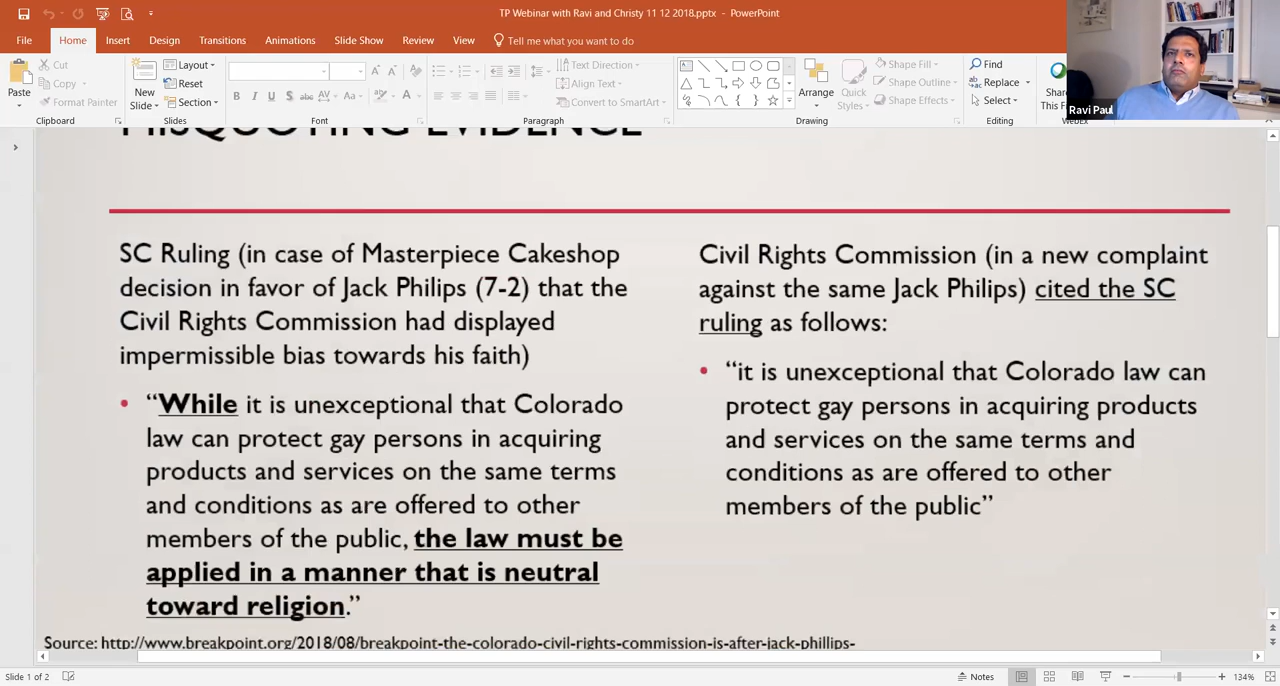 TP Webinar with Ravi and Christy 11 12 2018.pptx - PowerPoint
File Home Insert Design Transitions Animations Slide Show Review View Tell me what you want to do
Paste
Cut
Copy
Format Painter
Clipboard
New
Slide
Layout
Reset
Section
Slides
B I U S abc AV Aa A
Font
Text Direction
Align Text
Convert to SmartArt
Paragraph
Arrange
Quick
Styles
Shape Fill
Shape Outline
Shape Effects
Drawing
Find
Replace
Select
Editing
Ravi Paul
MISQUOTING EVIDENCE
SC Ruling (in case of Masterpiece Cakeshop
decision in favor of Jack Philips (7-2) that the
Civil Rights Commission had displayed
impermissible bias towards his faith)
• “While it is unexceptional that Colorado
law can protect gay persons in acquiring
products and services on the same terms
and conditions as are offered to other
members of the public, the law must be
applied in a manner that is neutral
toward religion.”
Civil Rights Commission (in a new complaint
against the same Jack Philips) cited the SC
ruling as follows:
• “it is unexceptional that Colorado law can
protect gay persons in acquiring products
and services on the same terms and
conditions as are offered to other
members of the public”
Source: http://www.breakpoint.org/2018/08/breakpoint-the-colorado-civil-rights-commission-is-after-jack-phillips-
Slide 1 of 2
Notes
134%